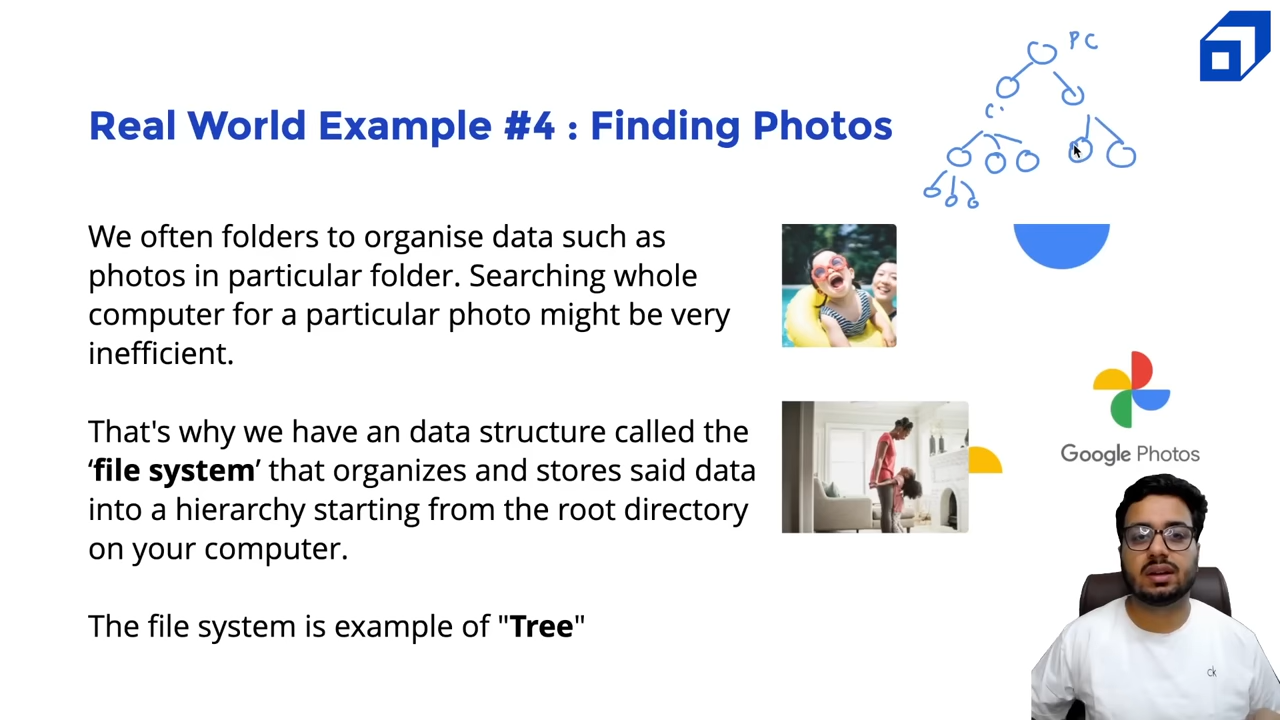 PC
C:
Real World Example #4 : Finding Photos
We often folders to organise data such as
photos in particular folder. Searching whole
computer for a particular photo might be very
inefficient.
That's why we have an data structure called the
‘file system’ that organizes and stores said data
into a hierarchy starting from the root directory
on your computer.
The file system is example of "Tree"
Google Photos
ck